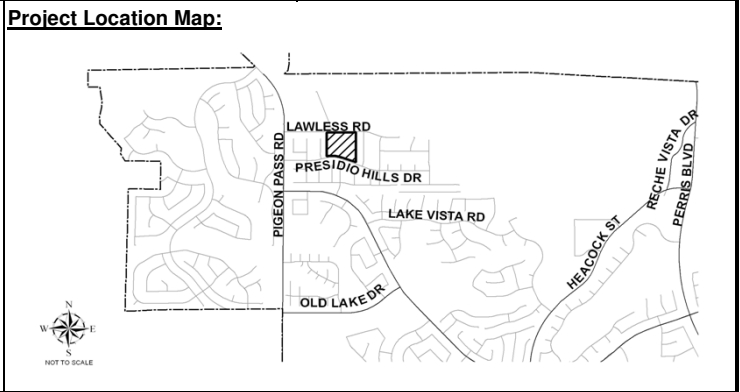 Project Location Map:
LAWLESS RD
PIGEON PASS RD
PRESIDIO HILLS DR
LAKE VISTA RD
OLD LAKE DR
HEACOCK ST
RECHE VISTA DR
PERRIS BLVD
N
W E
S
NOT TO SCALE